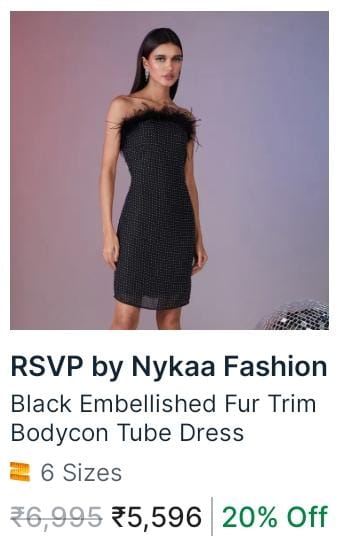 RSVP by Nykaa Fashion
Black Embellished Fur Trim
Bodycon Tube Dress
6 Sizes
₹6,995 ₹5,596 | 20% Off